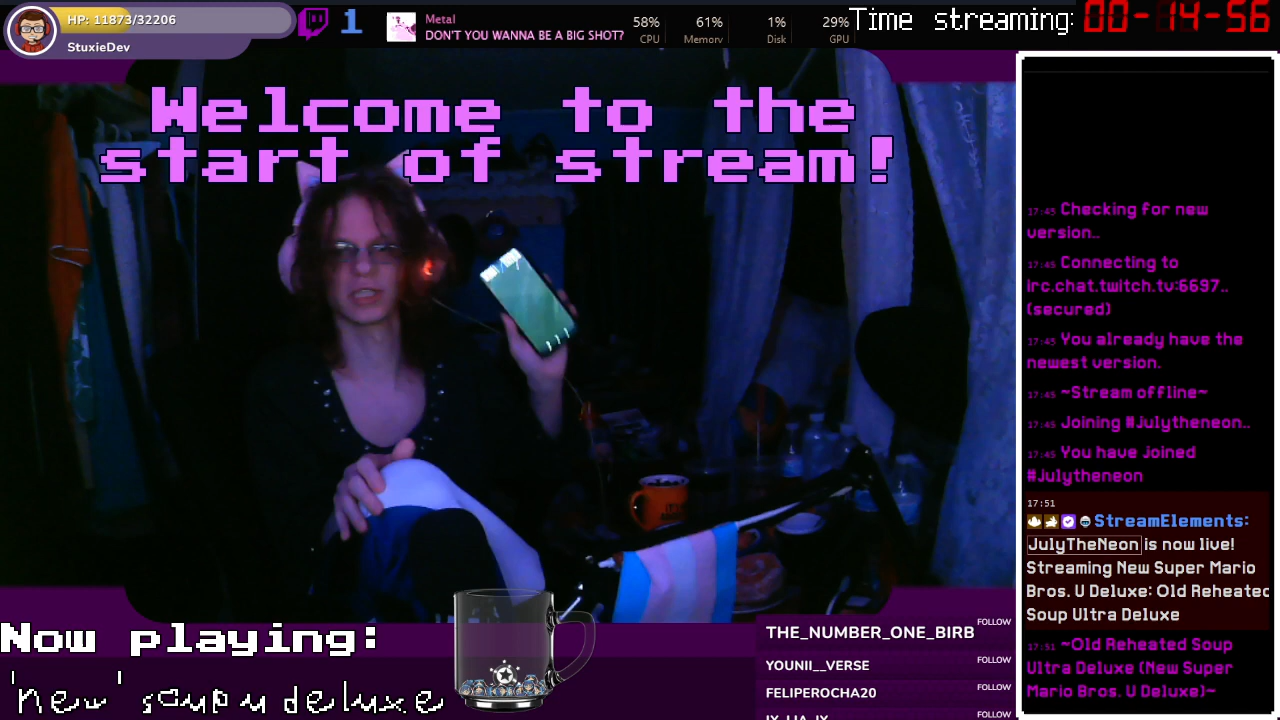 HP: 11873/32206
StuxieDev
1
Metal
DON'T YOU WANNA BE A BIG SHOT?
58%
CPU
61%
Memory
1%
Disk
29%
GPU
Time streaming:
00-14-56
Welcome to the
start of stream!
17:45 Checking for new
version..
17:45 Connecting to
irc.chat.twitch.tv:6697..
(secured)
17:45 You already have the
newest version.
17:45 ~Stream offline~
17:45 Joining #Julytheneon..
17:45 You have Joined
#Julytheneon
17:51
StreamElements:
JulyTheNeon is now live!
Streaming New Super Mario
Bros. U Deluxe: Old Reheated
Soup Ultra Deluxe
17:51 ~Old Reheated Soup
Ultra Deluxe (New Super
Mario Bros. U Deluxe)~
Now playing:
'new' soup u deluxe
THE_NUMBER_ONE_BIRB
FOLLOW
YOUNII__VERSE
FOLLOW
FELIPEROCHA20
FOLLOW
FOLLOW